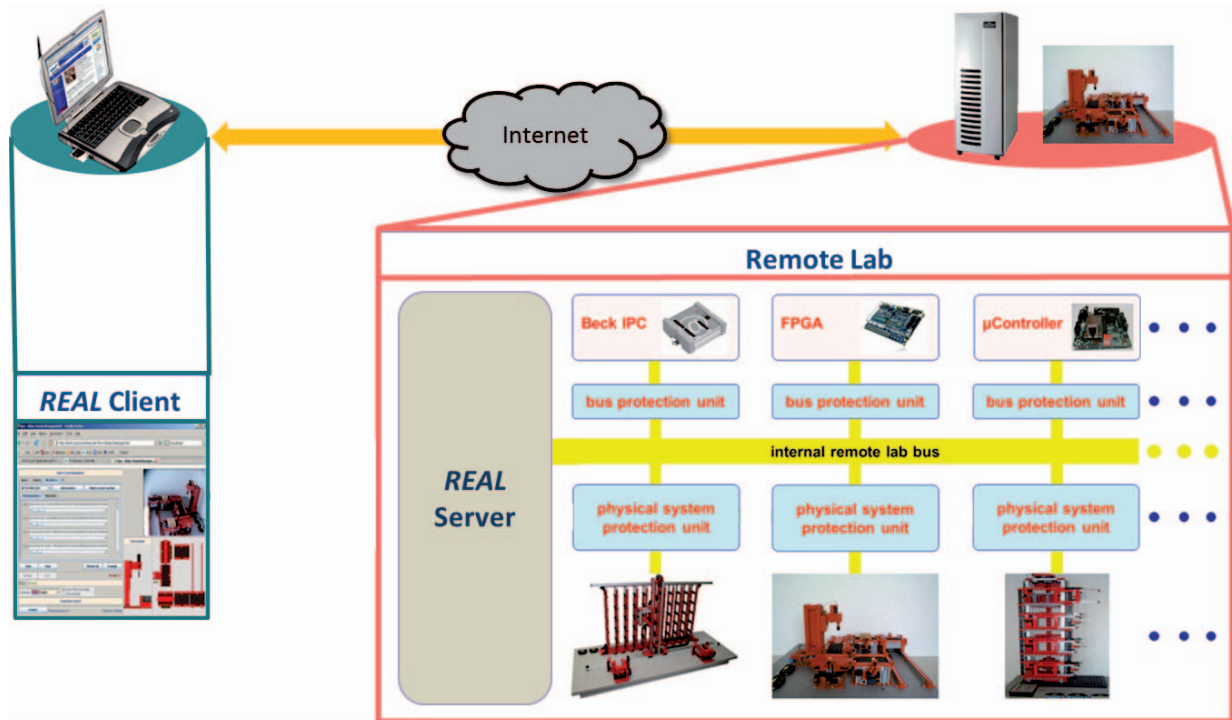 Internet
Remote Lab
REAL Client
REAL
Server
Beck IPC
FPGA
µController
bus protection unit
bus protection unit
bus protection unit
internal remote lab bus
physical system
protection unit
physical system
protection unit
physical system
protection unit